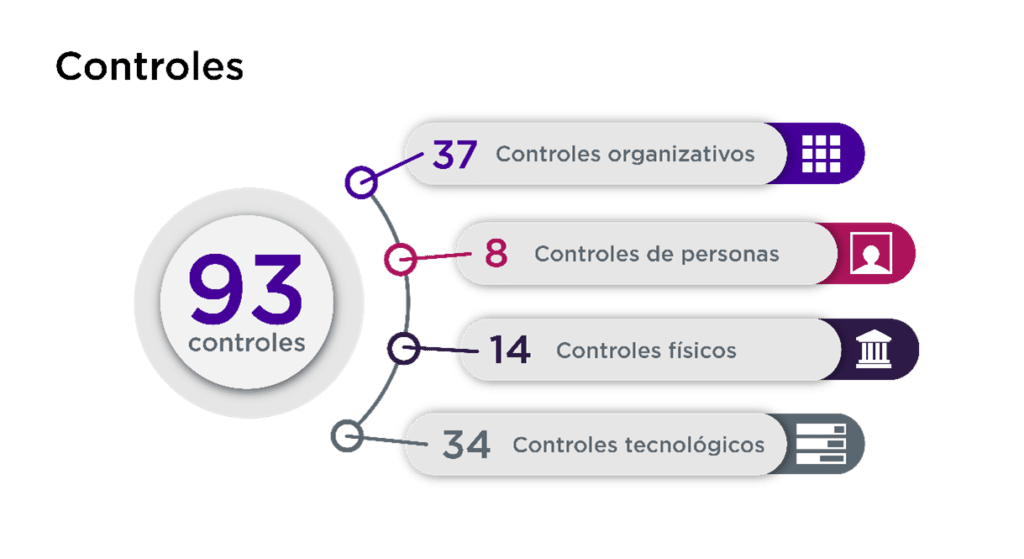 Controles
93
controles
37 Controles organizativos
8 Controles de personas
14 Controles físicos
34 Controles tecnológicos